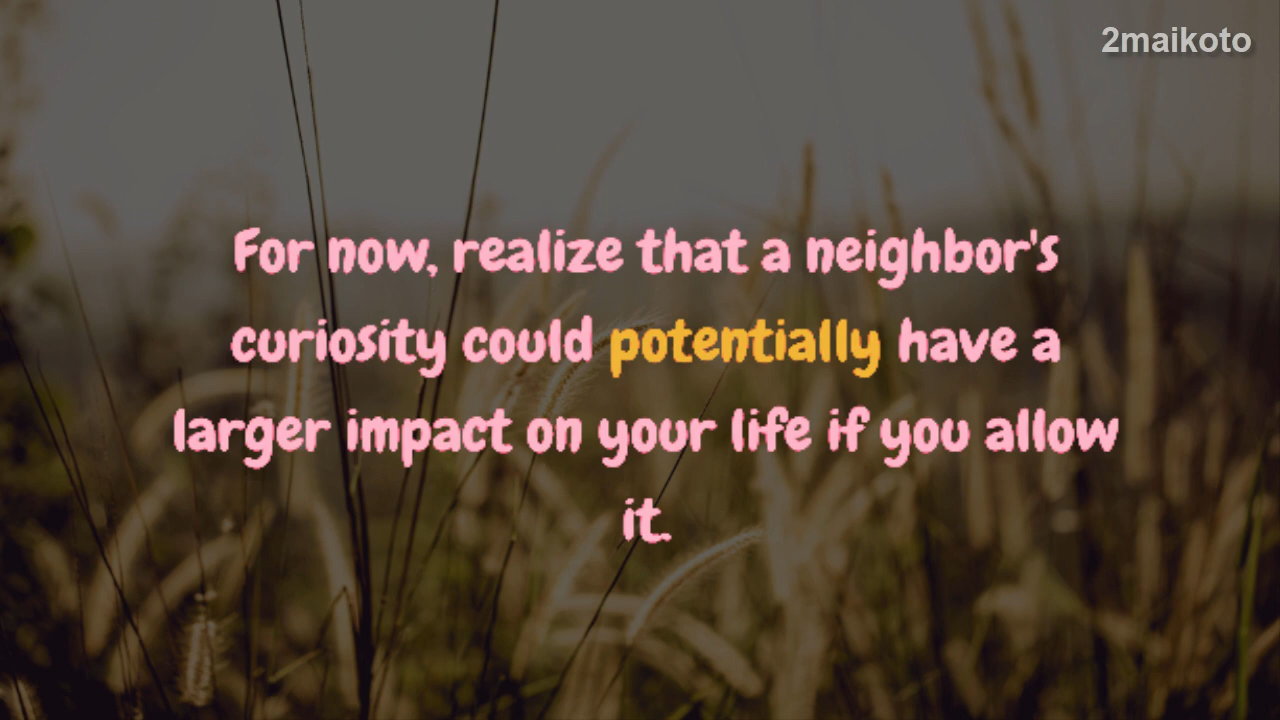 2maikoto
For now, realize that a neighbor's
curiosity could potentially have a
larger impact on your life if you allow
it.